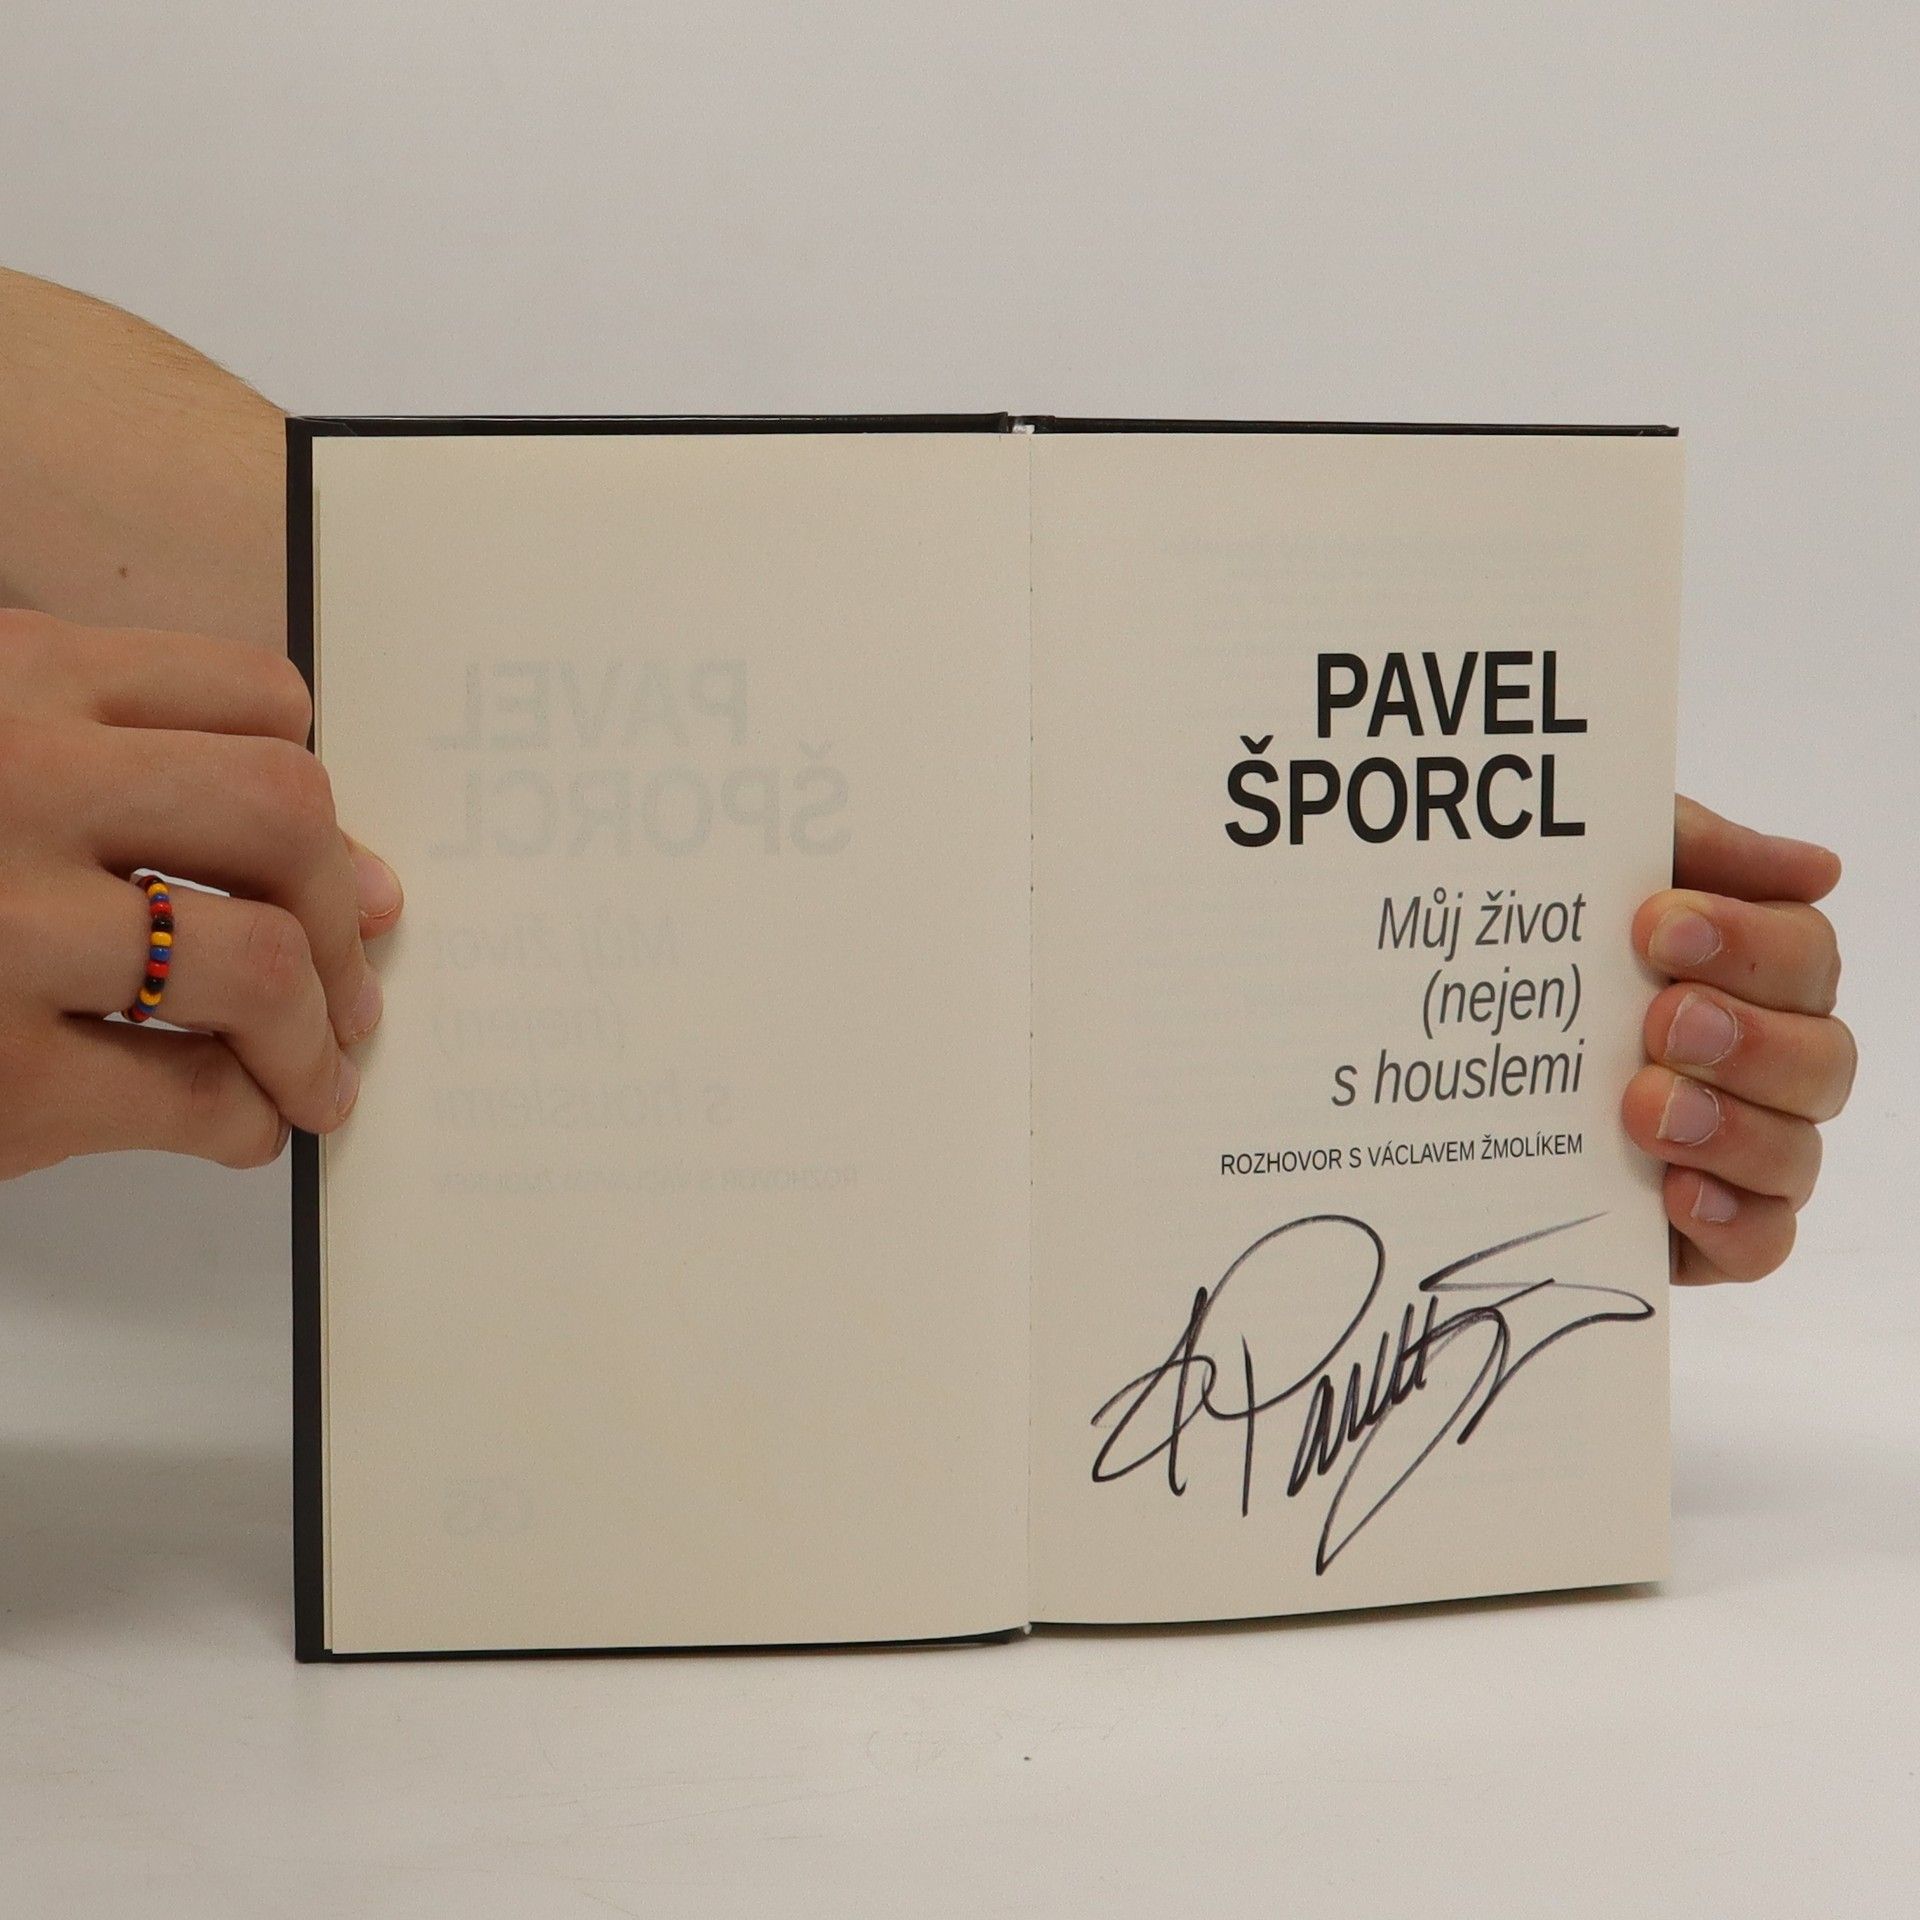 PAVEL
ŠPORCL
Můj život
(nejen)
s houslemi
ROZHOVOR S VÁCLAVEM ŽMOLÍKEM